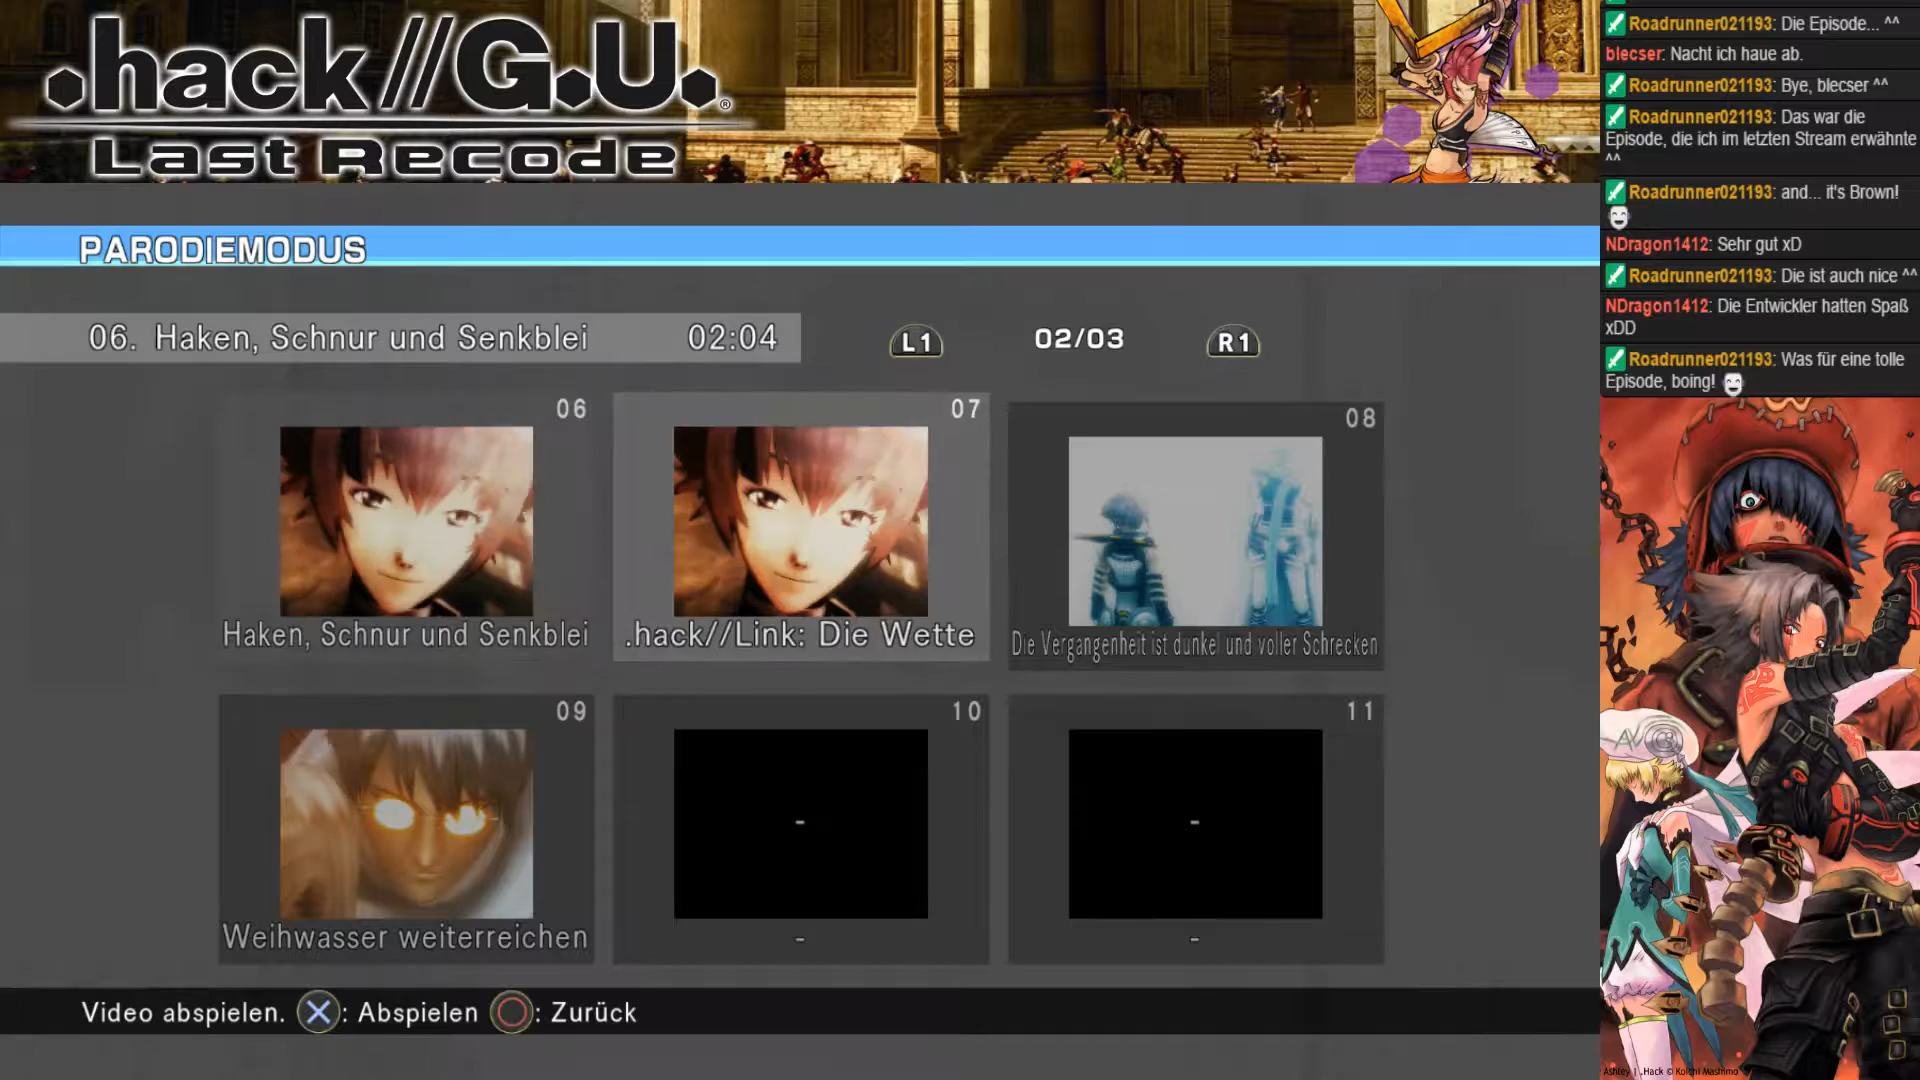 .hack//G.U.®
Last Recode
PARODIEMODUS
06. Haken, Schnur und Senkblei 02:04
L1 02/03 R1
06
Haken, Schnur und Senkblei
07
.hack//Link: Die Wette
08
Die Vergangenheit ist dunkel und voller Schrecken
09
Weihwasser weiterreichen
10
-
-
11
-
-
Video abspielen. : Abspielen : Zurück
Roadrunner021193: Die Episode... ^^
blecser: Nacht ich haue ab.
Roadrunner021193: Bye, blecser ^^
Roadrunner021193: Das war die
Episode, die ich im letzten Stream erwähnte
^^
Roadrunner021193: and... it's Brown!
NDragon1412: Sehr gut xD
Roadrunner021193: Die ist auch nice ^^
NDragon1412: Die Entwickler hatten Spaß
xDD
Roadrunner021193: Was für eine tolle
Episode, boing!
Ashley | .Hack © Koichi Mashimo